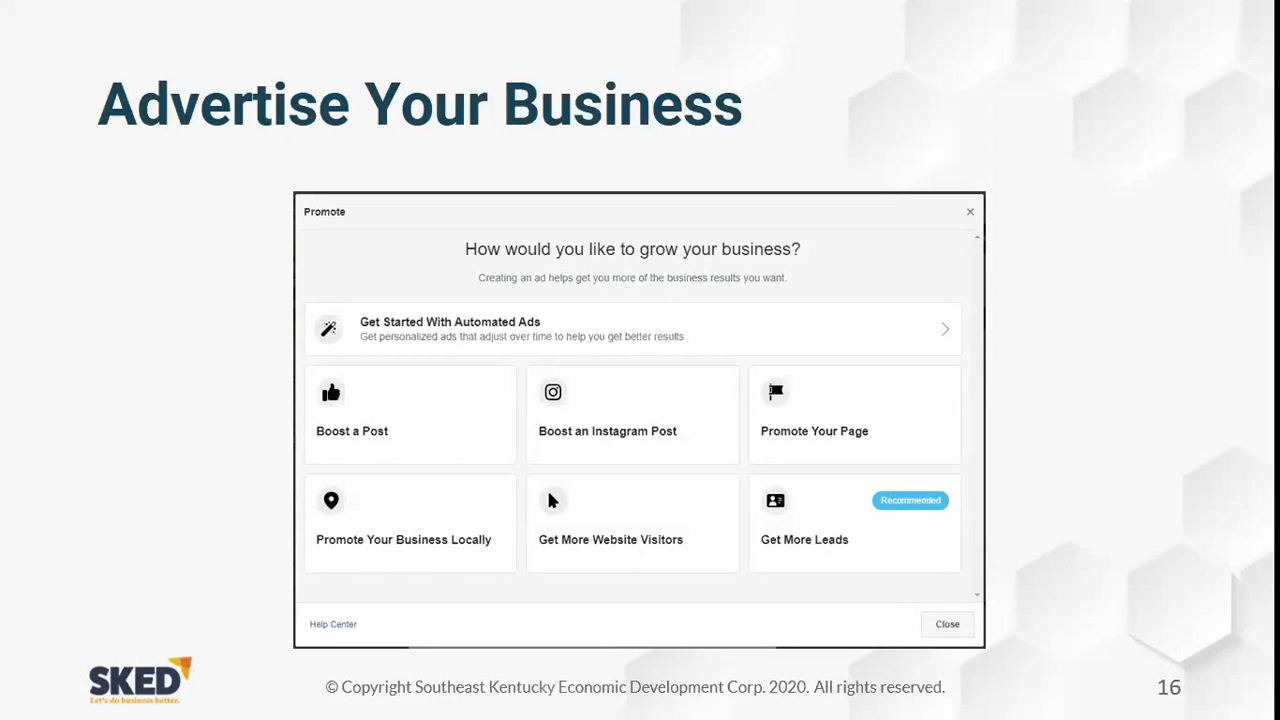 Advertise Your Business
Promote
How would you like to grow your business?
Creating an ad helps get you more of the business results you want.
Get Started With Automated Ads
Get personalized ads that adjust over time to help you get better results
Boost a Post
Boost an Instagram Post
Promote Your Page
Recommended
Promote Your Business Locally
Get More Website Visitors
Get More Leads
Help Center
Close
SKED
Let's do business better.
© Copyright Southeast Kentucky Economic Development Corp. 2020. All rights reserved.
16